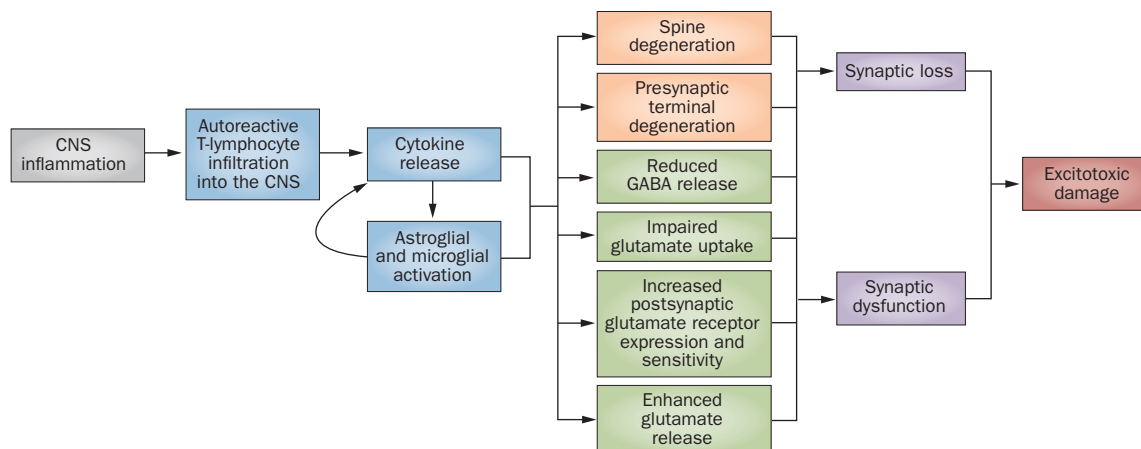 CNS
inflammation
Autoreactive
T-lymphocyte
infiltration
into the CNS
Cytokine
release
Astroglial
and microglial
activation
Spine
degeneration
Presynaptic
terminal
degeneration
Reduced
GABA release
Impaired
glutamate uptake
Increased
postsynaptic
glutamate receptor
expression and
sensitivity
Enhanced
glutamate
release
Synaptic loss
Synaptic
dysfunction
Excitotoxic
damage